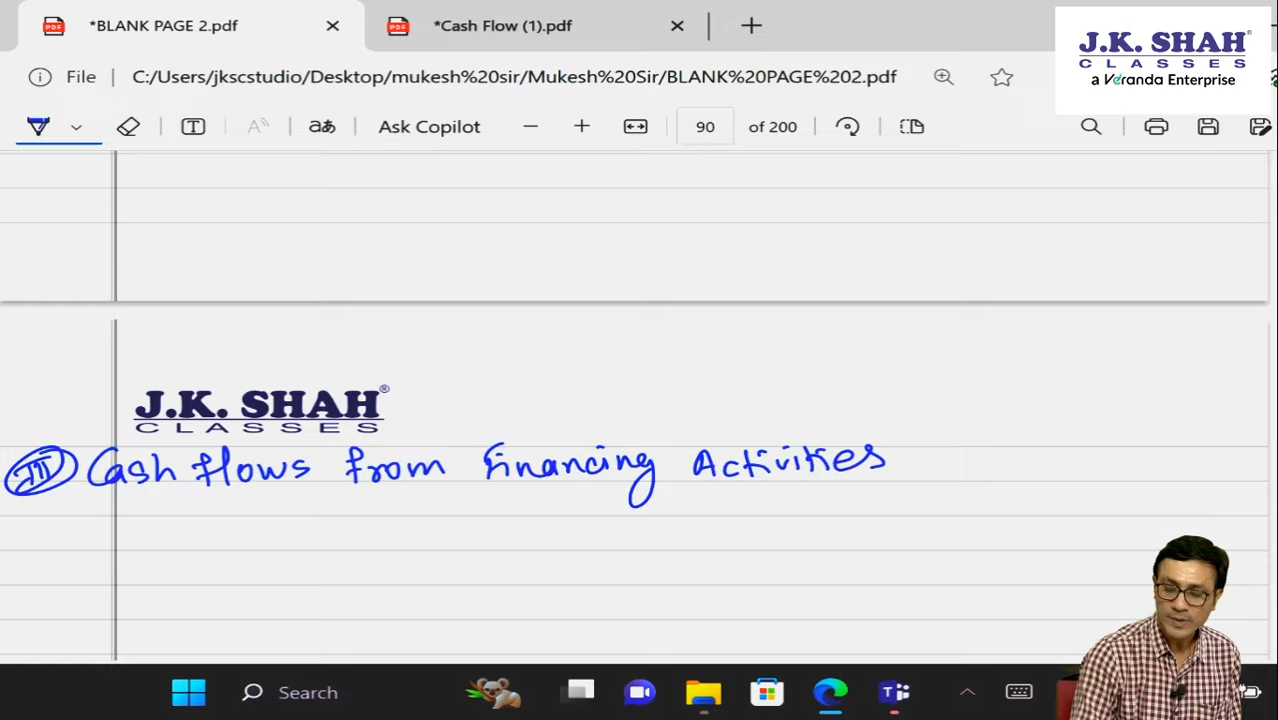 *BLANK PAGE 2.pdf
*Cash Flow (1).pdf
J.K. SHAH®
CLASSES
a Veranda Enterprise
File
C:/Users/jkscstudio/Desktop/mukesh%20sir/Mukesh%20Sir/BLANK%20PAGE%202.pdf
Ask Copilot
90 of 200
J.K. SHAH®
CLASSES
III Cash flows from Financing Activities
Search